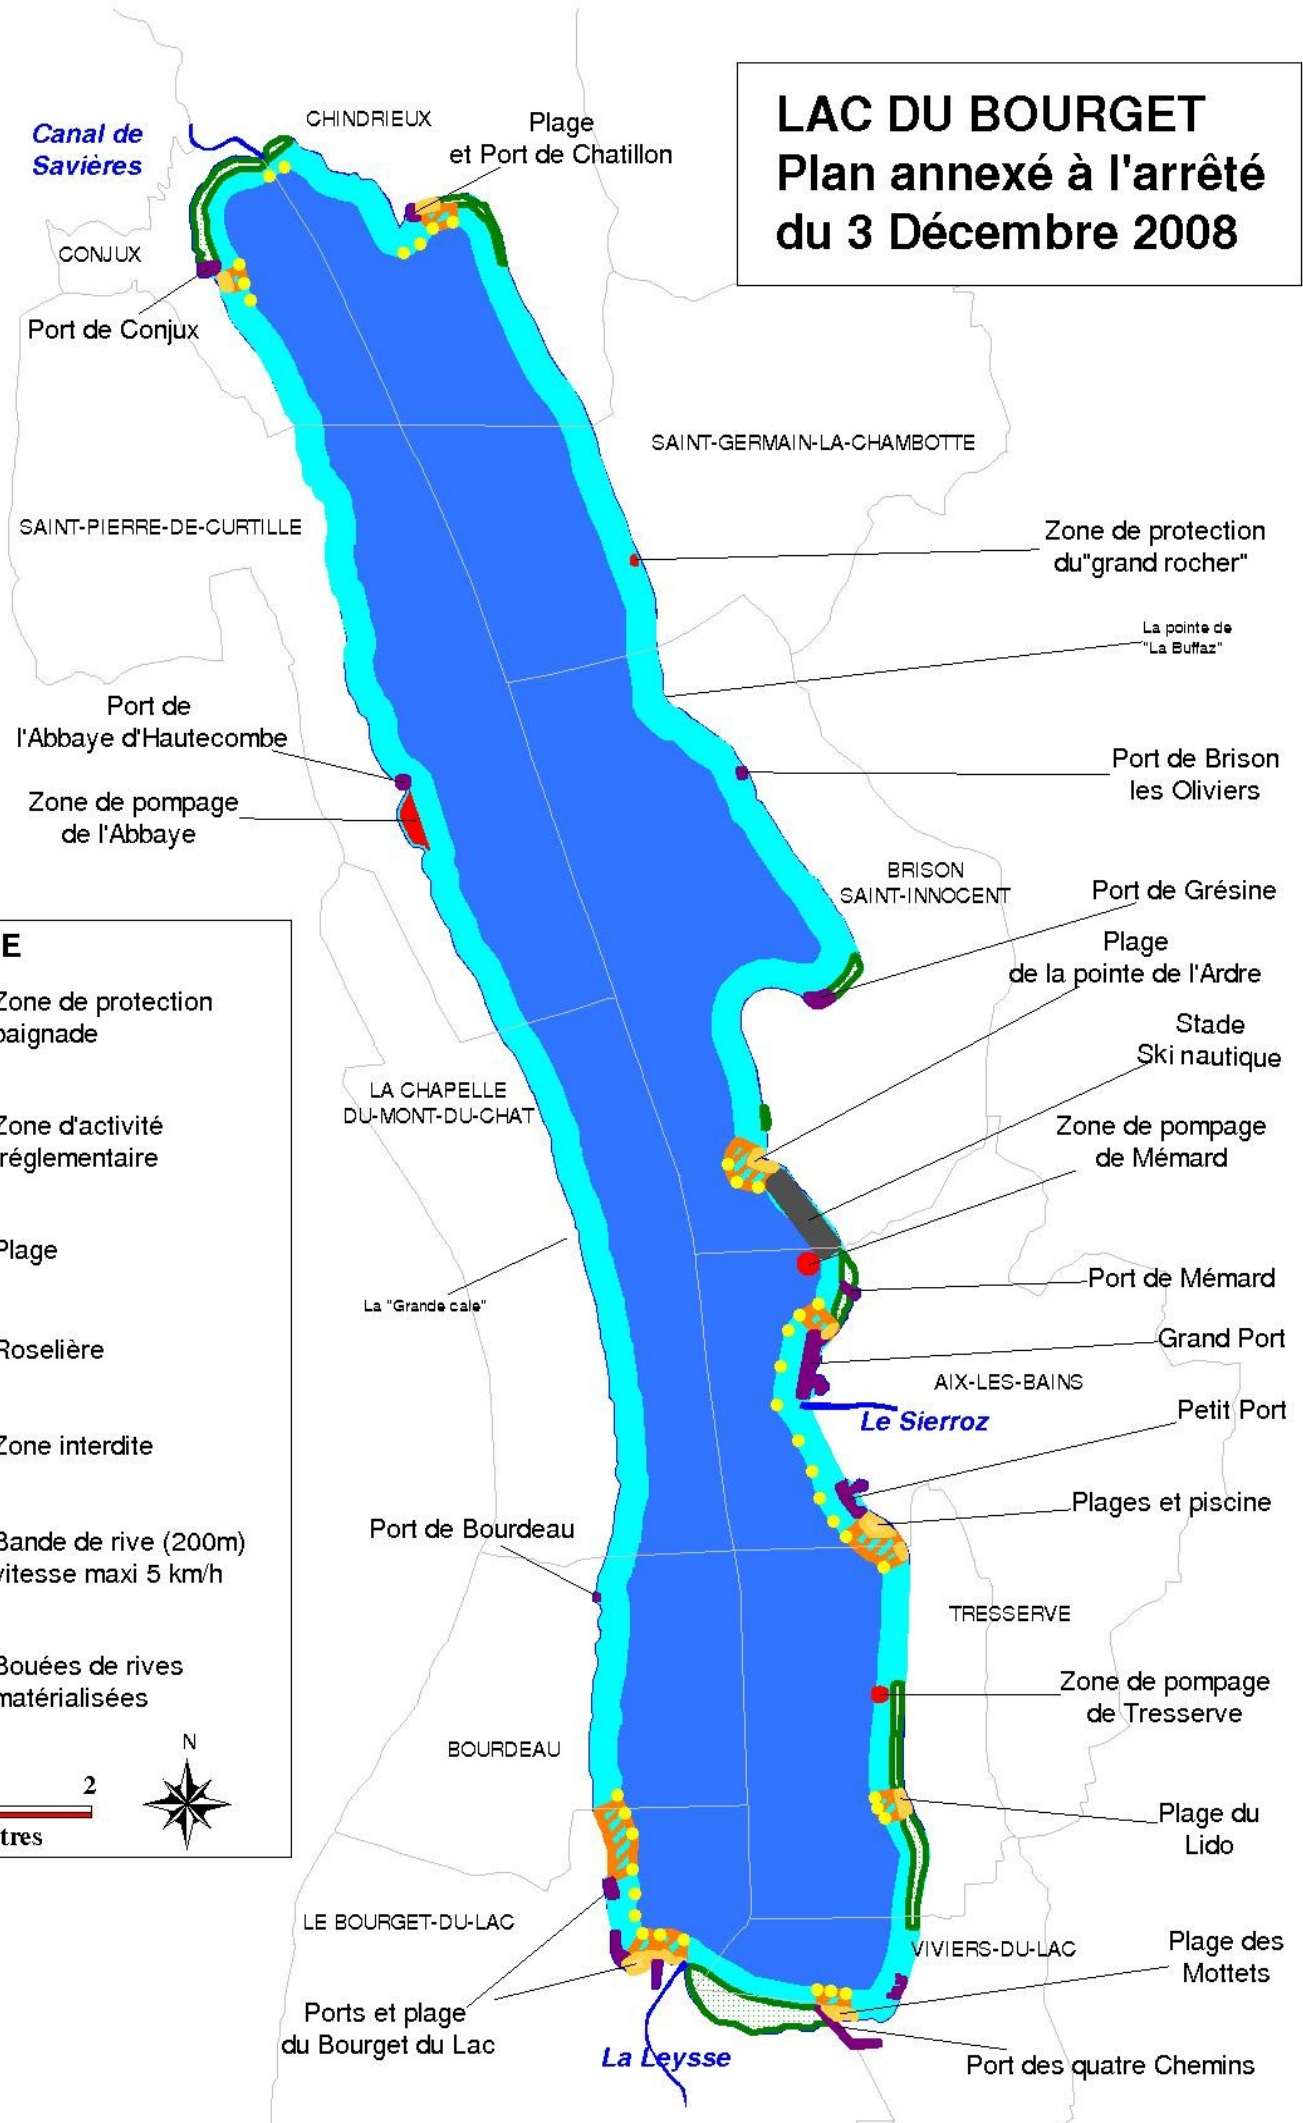 LAC DU BOURGET
Plan annexé à l'arrêté
du 3 Décembre 2008
CHINDRIEUX
Plage
et Port de Chatillon
Canal de
Savières
CONJUX
Port de Conjux
SAINT-GERMAIN-LA-CHAMBOTTE
SAINT-PIERRE-DE-CURTILLE
Zone de protection
du"grand rocher"
La pointe de
"La Buffaz"
Port de
l'Abbaye d'Hautecombe
Port de Brison
les Oliviers
Zone de pompage
de l'Abbaye
BRISON
SAINT-INNOCENT
Port de Grésine
Plage
de la pointe de l'Ardre
Stade
Ski nautique
LA CHAPELLE
DU-MONT-DU-CHAT
Zone de pompage
de Mémard
La "Grande cale"
Port de Mémard
Grand Port
AIX-LES-BAINS
Le Sierroz
Petit Port
Plages et piscine
Port de Bourdeau
TRESSERVE
Zone de pompage
de Tresserve
BOURDEAU
Plage du
Lido
LE BOURGET-DU-LAC
VIVIERS-DU-LAC
Plage des
Mottets
Ports et plage
du Bourget du Lac
La Leysse
Port des quatre Chemins
E
Zone de protection
baignade
Zone d'activité
réglementaire
Plage
Roselière
Zone interdite
Bande de rive (200m)
vitesse maxi 5 km/h
Bouées de rives
matérialisées
N
2
tres